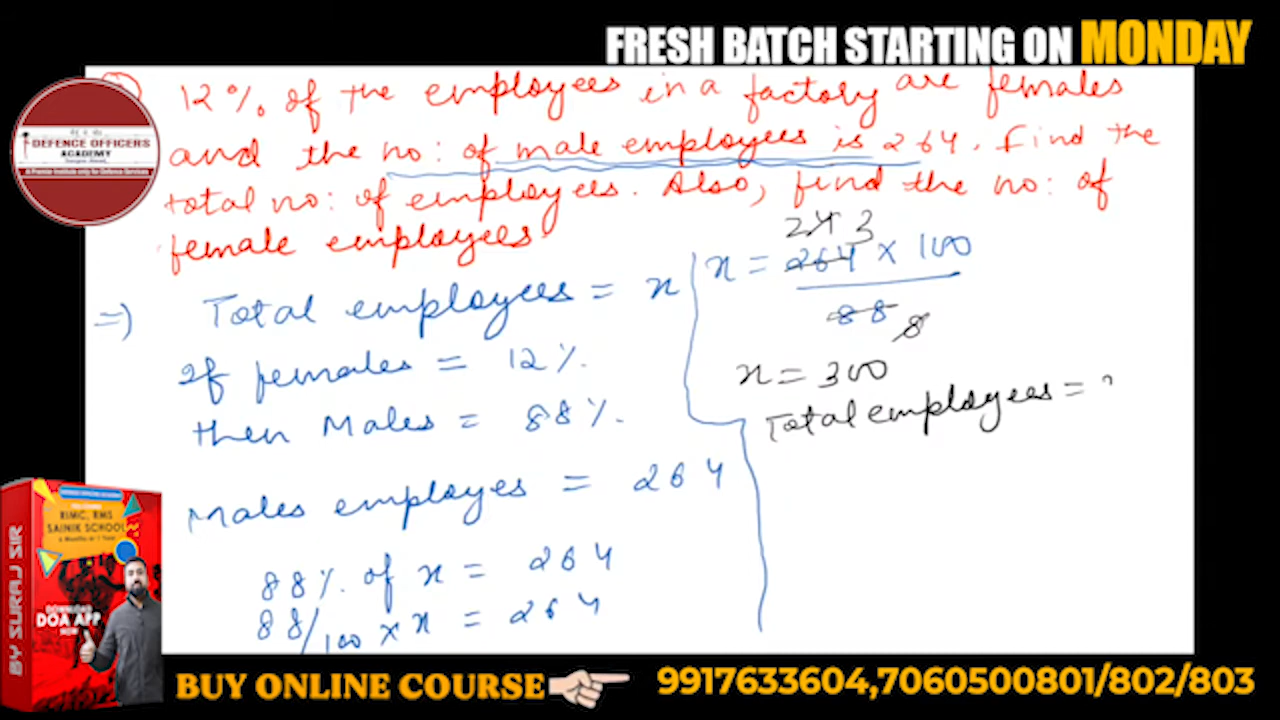 FRESH BATCH STARTING ON MONDAY
DEFENCE OFFICERS
ACADEMY
12% of the employees in a factory are females
and the no: of male employees is 264. Find the
total no: of employees. Also, find the no: of
female employees
=) Total employees = x
If females = 12%.
then Males = 88%.
Males employes = 264
88%. of x = 264
88/100 × x = 264
24 3
x = 264 × 100
88 8
x = 300
Total employees =
BY SURAJ SIR
RIMC, RMS
SAINIK SCHOOL
DOWNLOAD
DOA APP
NOW
BUY ONLINE COURSE
9917633604,7060500801/802/803